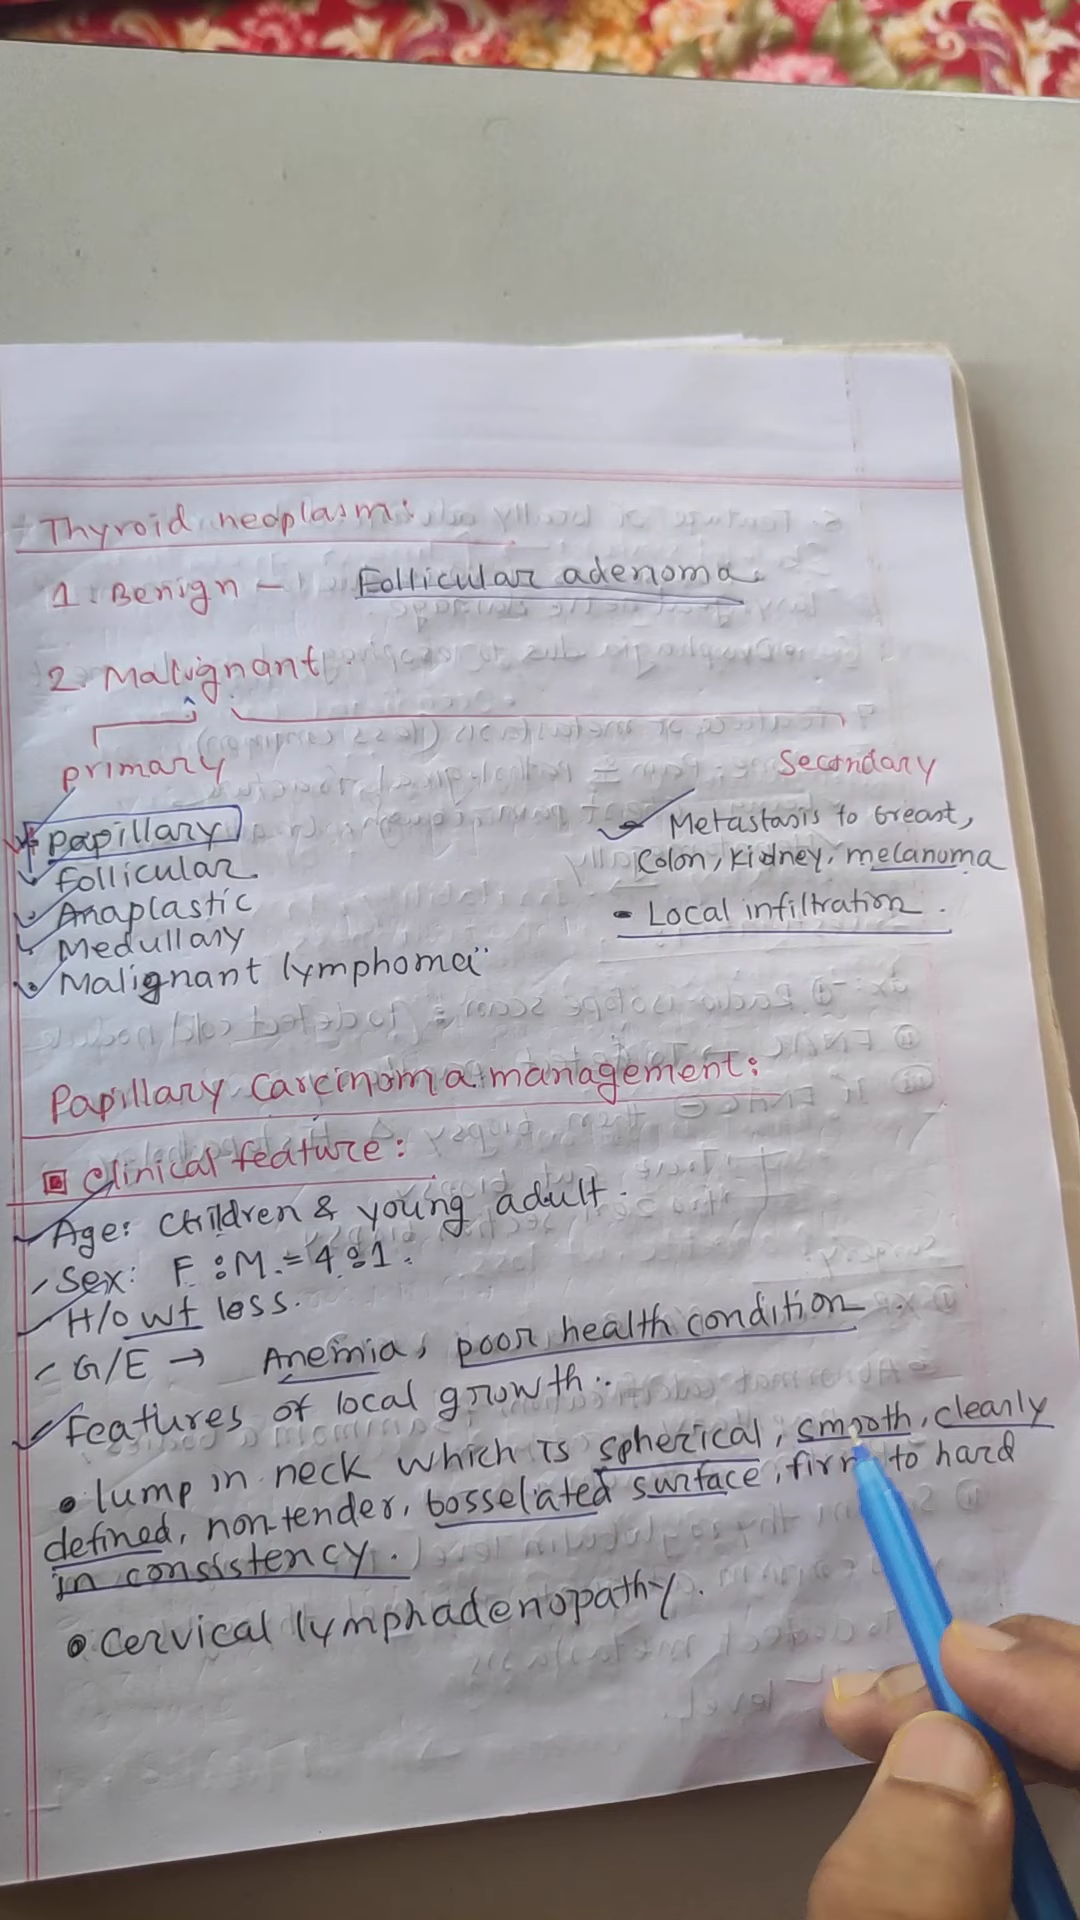 Thyroid neoplasm:
1. Benign – Follicular adenoma.
2. Malignant
primary
Secondary
papillary
follicular
Anaplastic
Medullary
Malignant lymphoma
Metastasis to breast,
Colon, Kidney, melanoma
- Local infiltration.
Papillary carcinoma management:
Clinical feature:
Age: Children & young adult.
Sex: F:M = 4:1.
H/O wt less.
G/E → Anemia, poor health condition
Features of local growth:
• lump in neck which is spherical, smooth, clearly
defined, non-tender, bosselated surface, firm to hard
in consistency.
• cervical lymphadenopathy.